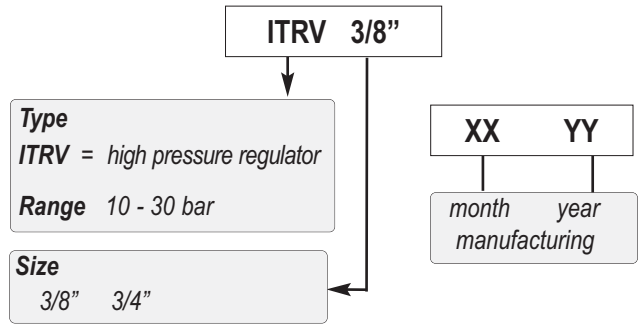 ITRV 3/8”
Type
ITRV = high pressure regulator
Range 10 - 30 bar
Size
3/8” 3/4”
XX YY
month year
manufacturing